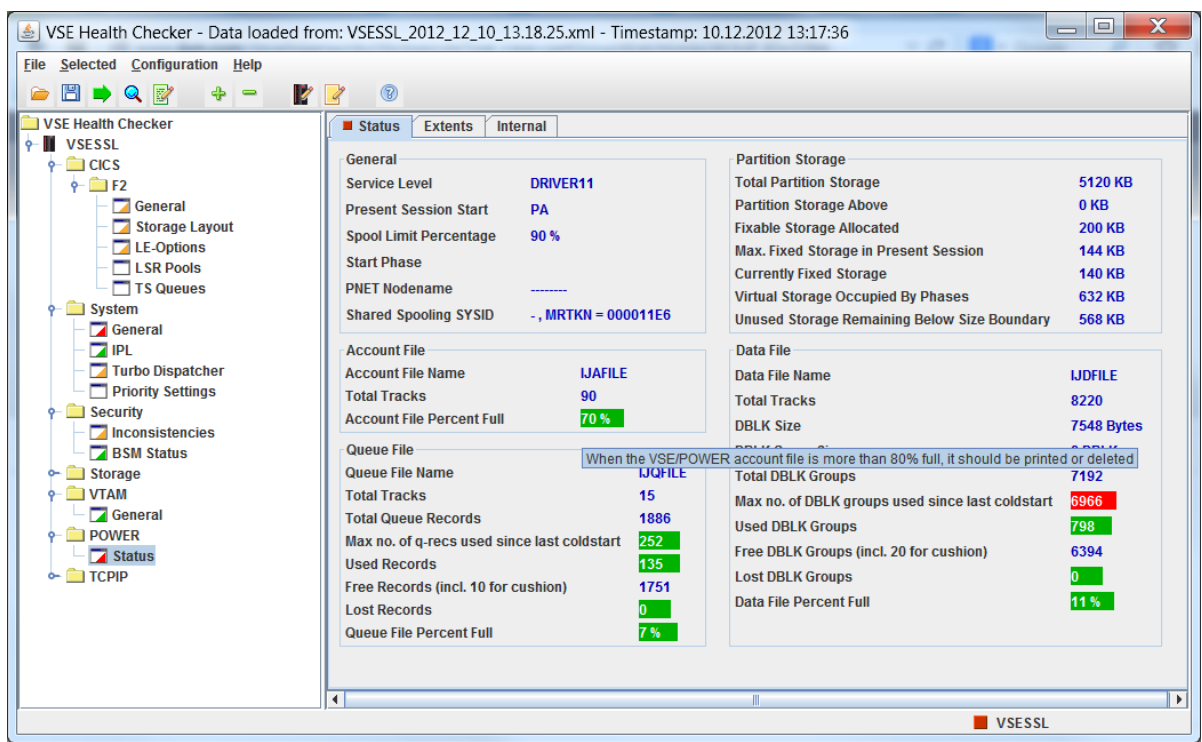 VSE Health Checker - Data loaded from: VSESSL_2012_12_10_13.18.25.xml - Timestamp: 10.12.2012 13:17:36
File Selected Configuration Help
VSE Health Checker
VSESSL
CICS
F2
General
Storage Layout
LE-Options
LSR Pools
TS Queues
System
General
IPL
Turbo Dispatcher
Priority Settings
Security
Inconsistencies
BSM Status
Storage
VTAM
General
POWER
Status
TCPIP
Status Extents Internal
General
Service Level DRIVER11
Present Session Start PA
Spool Limit Percentage 90 %
Start Phase
PNET Nodename --------
Shared Spooling SYSID - , MRTKN = 000011E6
Account File
Account File Name IJAFILE
Total Tracks 90
Account File Percent Full 70 %
Queue File
Queue File Name IJQFILE
Total Tracks 15
Total Queue Records 1886
Max no. of q-recs used since last coldstart 252
Used Records 135
Free Records (incl. 10 for cushion) 1751
Lost Records 0
Queue File Percent Full 7 %
Partition Storage
Total Partition Storage 5120 KB
Partition Storage Above 0 KB
Fixable Storage Allocated 200 KB
Max. Fixed Storage in Present Session 144 KB
Currently Fixed Storage 140 KB
Virtual Storage Occupied By Phases 632 KB
Unused Storage Remaining Below Size Boundary 568 KB
Data File
Data File Name IJDFILE
Total Tracks 8220
DBLK Size 7548 Bytes
When the VSE/POWER account file is more than 80% full, it should be printed or deleted
Total DBLK Groups 7192
Max no. of DBLK groups used since last coldstart 6966
Used DBLK Groups 798
Free DBLK Groups (incl. 20 for cushion) 6394
Lost DBLK Groups 0
Data File Percent Full 11 %
VSESSL